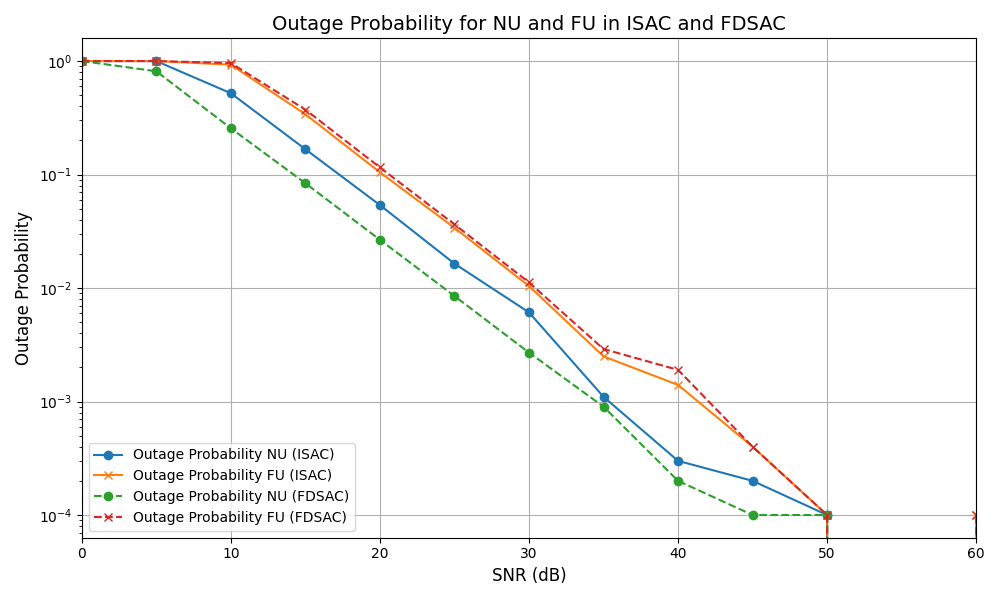 Outage Probability for NU and FU in ISAC and FDSAC
Outage Probability
10^0
10^-1
10^-2
10^-3
10^-4
Outage Probability NU (ISAC)
Outage Probability FU (ISAC)
Outage Probability NU (FDSAC)
Outage Probability FU (FDSAC)
0 10 20 30 40 50 60
SNR (dB)